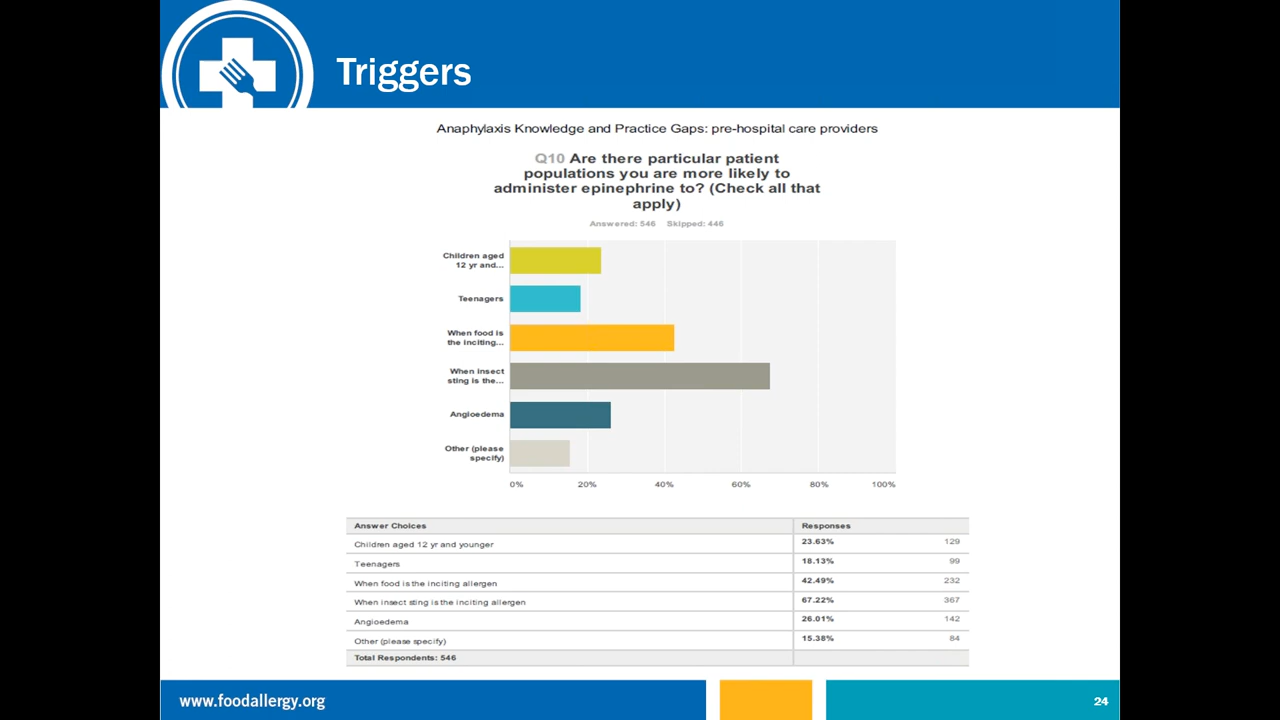 Triggers
Anaphylaxis Knowledge and Practice Gaps: pre-hospital care providers
Q10 Are there particular patient
populations you are more likely to
administer epinephrine to? (Check all that
apply)
Answered: 546 Skipped: 446
Children aged
12 yr and...
Teenagers
When food is
the inciting...
When insect
sting is the...
Angioedema
Other (please
specify)
0% 20% 40% 60% 80% 100%
Answer Choices Responses
Children aged 12 yr and younger 23.63% 129
Teenagers 18.13% 99
When food is the inciting allergen 42.49% 232
When insect sting is the inciting allergen 67.22% 367
Angioedema 26.01% 142
Other (please specify) 15.38% 84
Total Respondents: 546
www.foodallergy.org
24